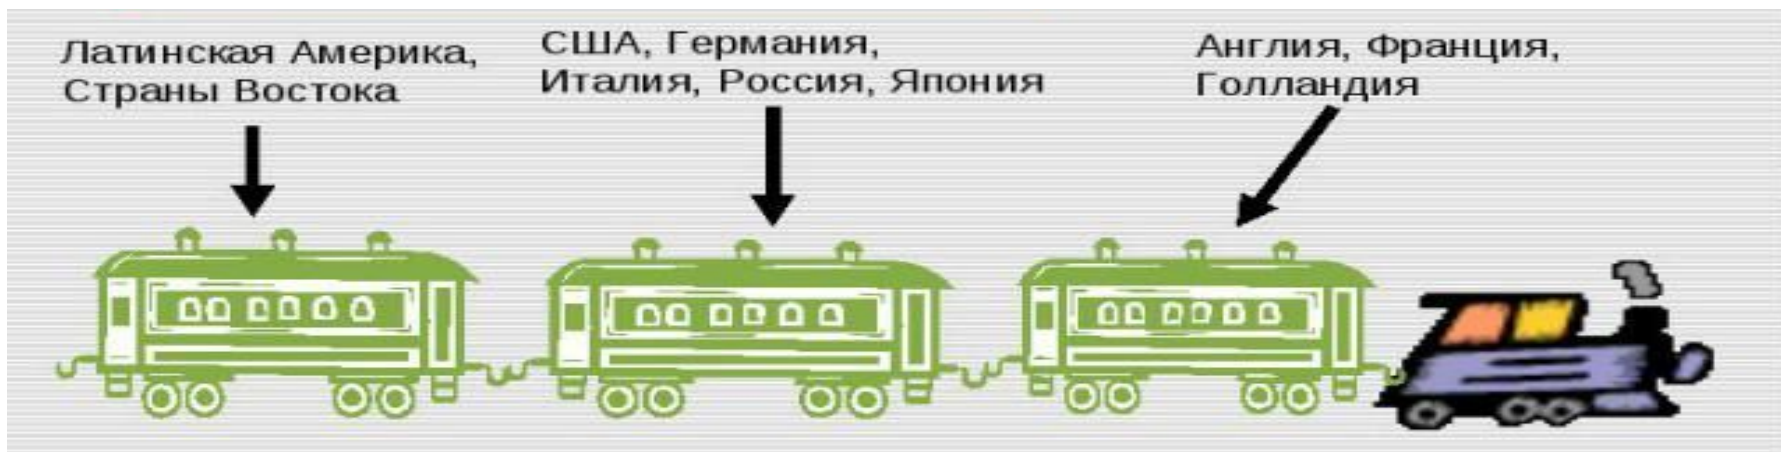 Латинская Америка,
Страны Востока
США, Германия,
Италия, Россия, Япония
Англия, Франция,
Голландия